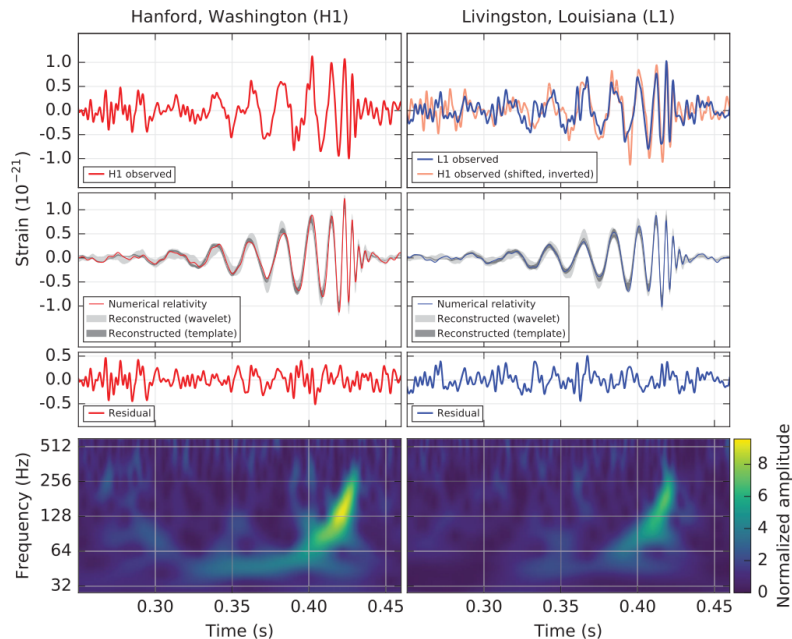 Hanford, Washington (H1)
Livingston, Louisiana (L1)
Strain (10⁻²¹)
1.0
0.5
0.0
-0.5
-1.0
H1 observed
L1 observed
H1 observed (shifted, inverted)
1.0
0.5
0.0
-0.5
-1.0
Numerical relativity
Reconstructed (wavelet)
Reconstructed (template)
Numerical relativity
Reconstructed (wavelet)
Reconstructed (template)
0.5
0.0
-0.5
Residual
Residual
Frequency (Hz)
512
256
128
64
32
0.30
0.35
0.40
0.45
0.30
0.35
0.40
0.45
Time (s)
Time (s)
8
6
4
2
0
Normalized amplitude